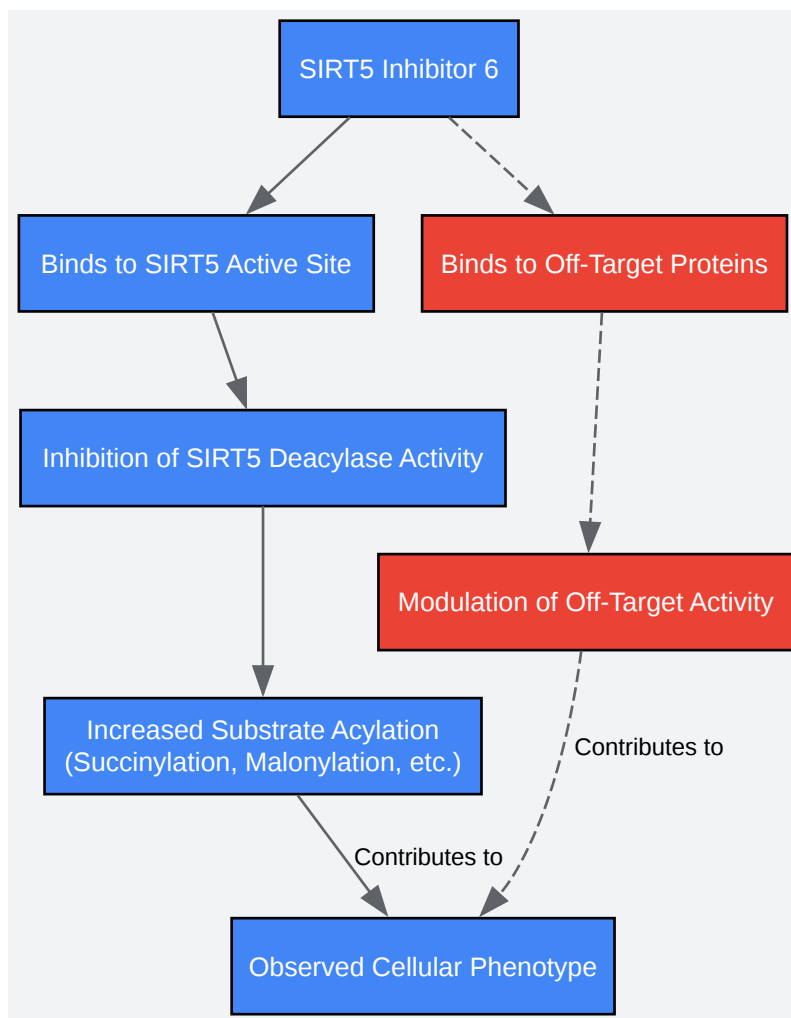 SIRT5 Inhibitor 6
Binds to SIRT5 Active Site
Binds to Off-Target Proteins
Inhibition of SIRT5 Deacylase Activity
Modulation of Off-Target Activity
Increased Substrate Acylation
(Succinylation, Malonylation, etc.)
Contributes to
Contributes to
Observed Cellular Phenotype